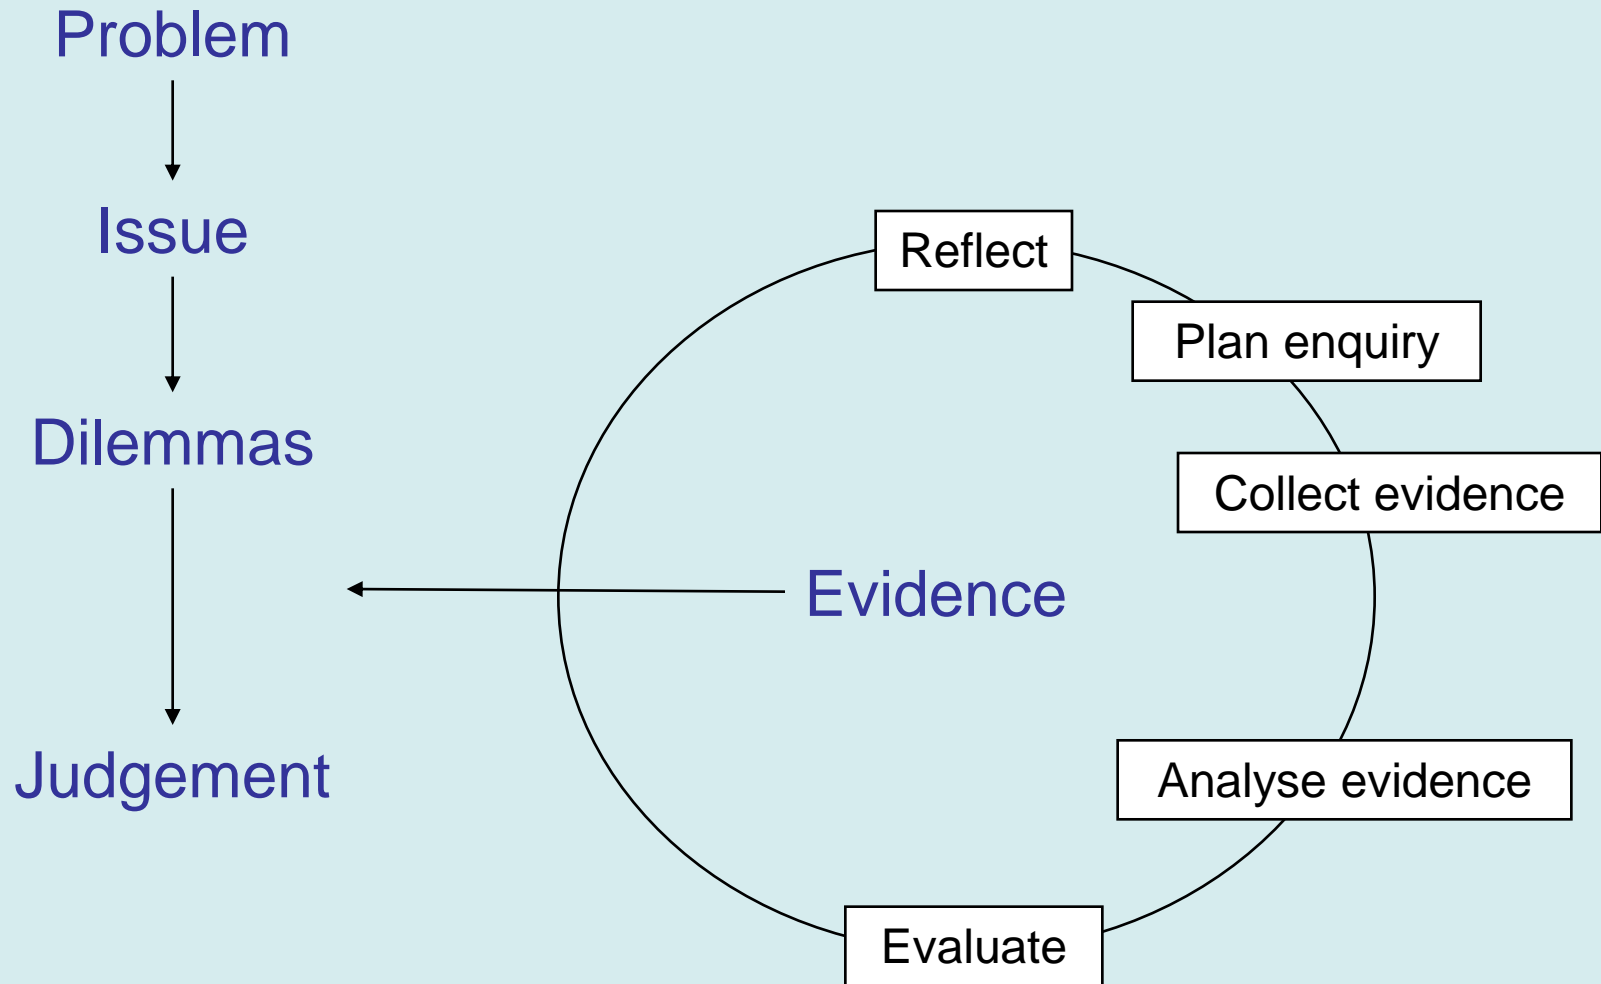 Problem
Issue
Dilemmas
Judgement
Evidence
Reflect
Plan enquiry
Collect evidence
Analyse evidence
Evaluate